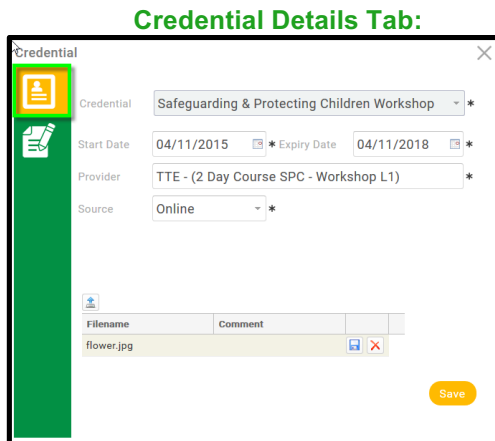 Credential Details Tab:
Credential
Credential Safeguarding & Protecting Children Workshop *
Start Date 04/11/2015 * Expiry Date 04/11/2018 *
Provider TTE - (2 Day Course SPC - Workshop L1) *
Source Online *
Filename Comment
flower.jpg
Save